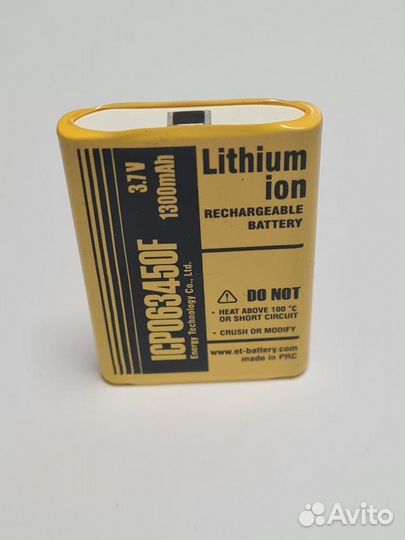 ICP063450F
3.7 V
1300mAh
Energy Technology Co., Ltd.
Lithium
ion
RECHARGEABLE
BATTERY
DO NOT
• HEAT ABOVE 100 °C
OR SHORT CIRCUIT
• CRUSH OR MODIFY
www.et-battery.com
made in PRC
Avito